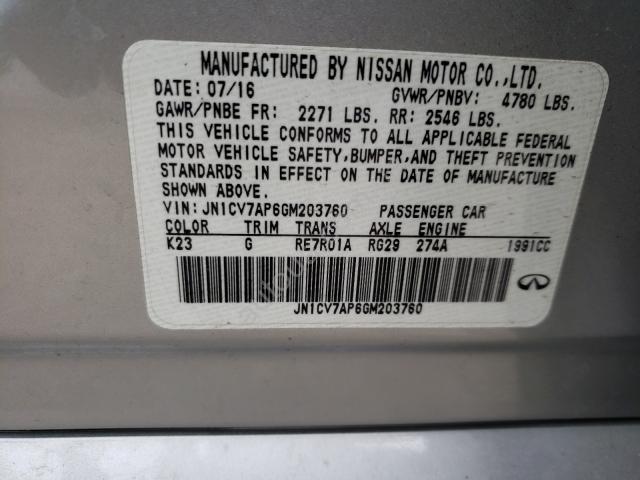 MANUFACTURED BY NISSAN MOTOR CO.,LTD.
DATE: 07/16 GVWR/PNBV: 4780 LBS.
GAWR/PNBE FR: 2271 LBS. RR: 2546 LBS.
THIS VEHICLE CONFORMS TO ALL APPLICABLE FEDERAL
MOTOR VEHICLE SAFETY,BUMPER,AND THEFT PREVENTION
STANDARDS IN EFFECT ON THE DATE OF MANUFACTURE
SHOWN ABOVE.
VIN: JN1CV7AP6GM203760 PASSENGER CAR
COLOR TRIM TRANS AXLE ENGINE
K23 G RE7R01A RG29 274A 1991CC
JN1CV7AP6GM203760